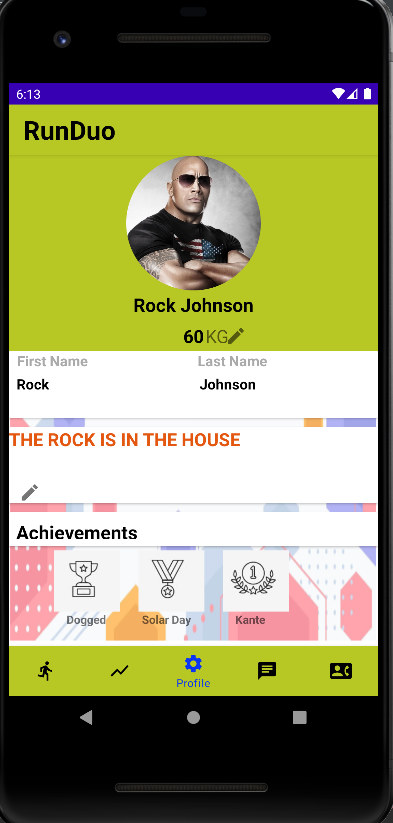 6:13
RunDuo
Rock Johnson
60 KG
First Name Last Name
Rock Johnson
THE ROCK IS IN THE HOUSE
Achievements
1
Dogged Solar Day Kante
Profile